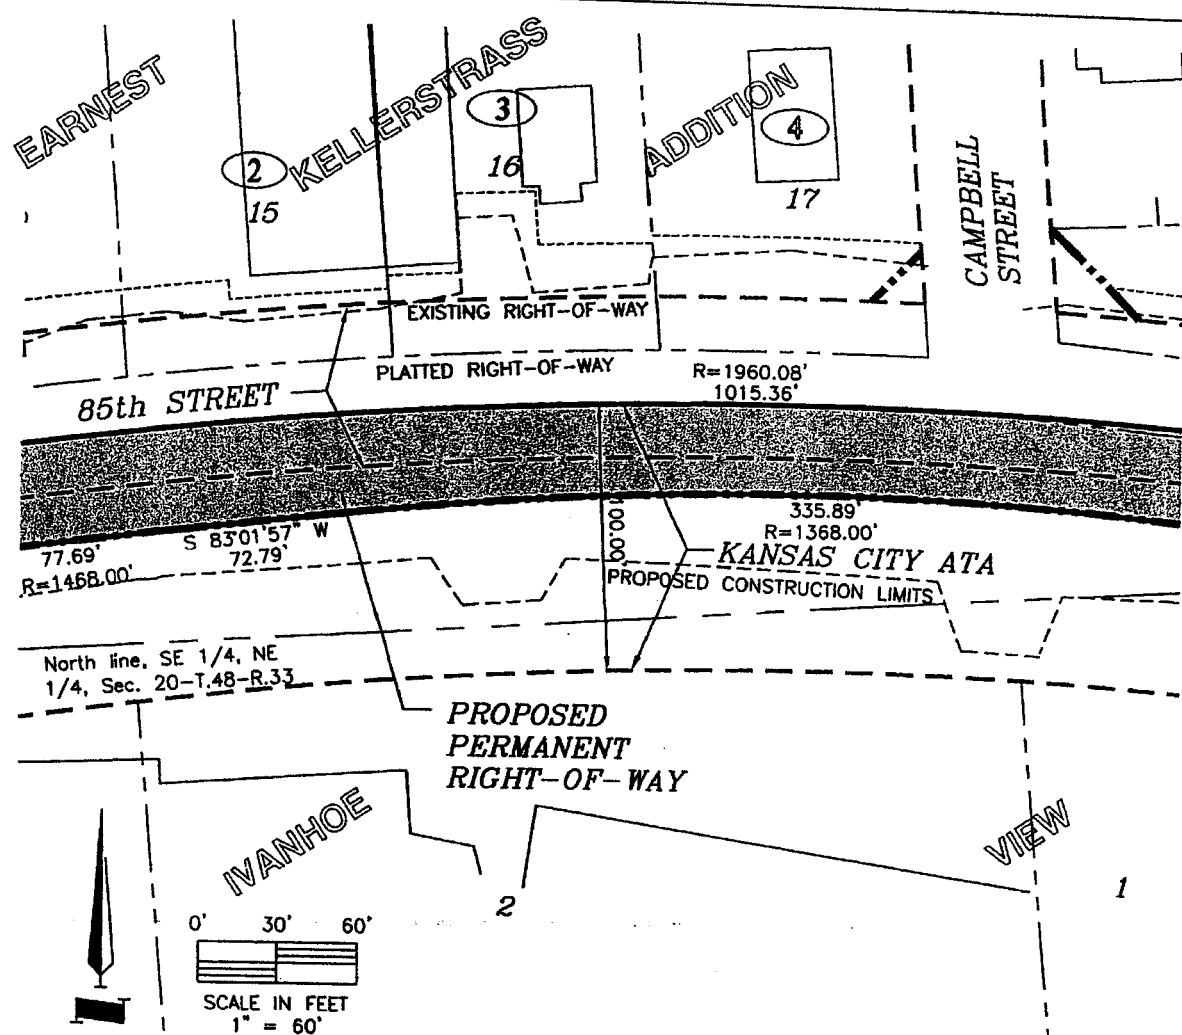 EARNEST
KELLERSTRASS
ADDITION
2
15
3
16
4
17
CAMPBELL
STREET
EXISTING RIGHT-OF-WAY
PLATTED RIGHT-OF-WAY
R=1960.08'
1015.36'
85th STREET
77.69'
R=1468.00'
S 83°01'57" W
72.79'
100.00'
335.89'
R=1368.00'
KANSAS CITY ATA
PROPOSED CONSTRUCTION LIMITS
North line, SE 1/4, NE
1/4, Sec. 20-T.48-R.33
PROPOSED
PERMANENT
RIGHT-OF-WAY
IVANHOE
VIEW
2
1
0' 30' 60'
SCALE IN FEET
1" = 60'